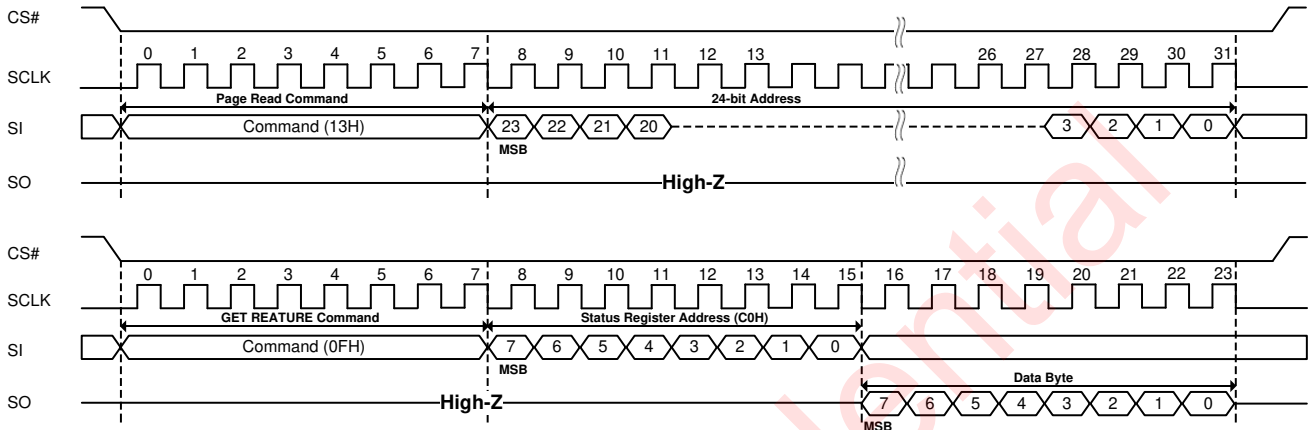 CS#
0 1 2 3 4 5 6 7 8 9 10 11 12 13 26 27 28 29 30 31
SCLK
Page Read Command 24-bit Address
SI Command (13H) 23 22 21 20 3 2 1 0
MSB
SO High-Z
CS#
0 1 2 3 4 5 6 7 8 9 10 11 12 13 14 15 16 17 18 19 20 21 22 23
SCLK
GET REATURE Command Status Register Address (C0H)
SI Command (0FH) 7 6 5 4 3 2 1 0
MSB Data Byte
SO High-Z 7 6 5 4 3 2 1 0
MSB
ential